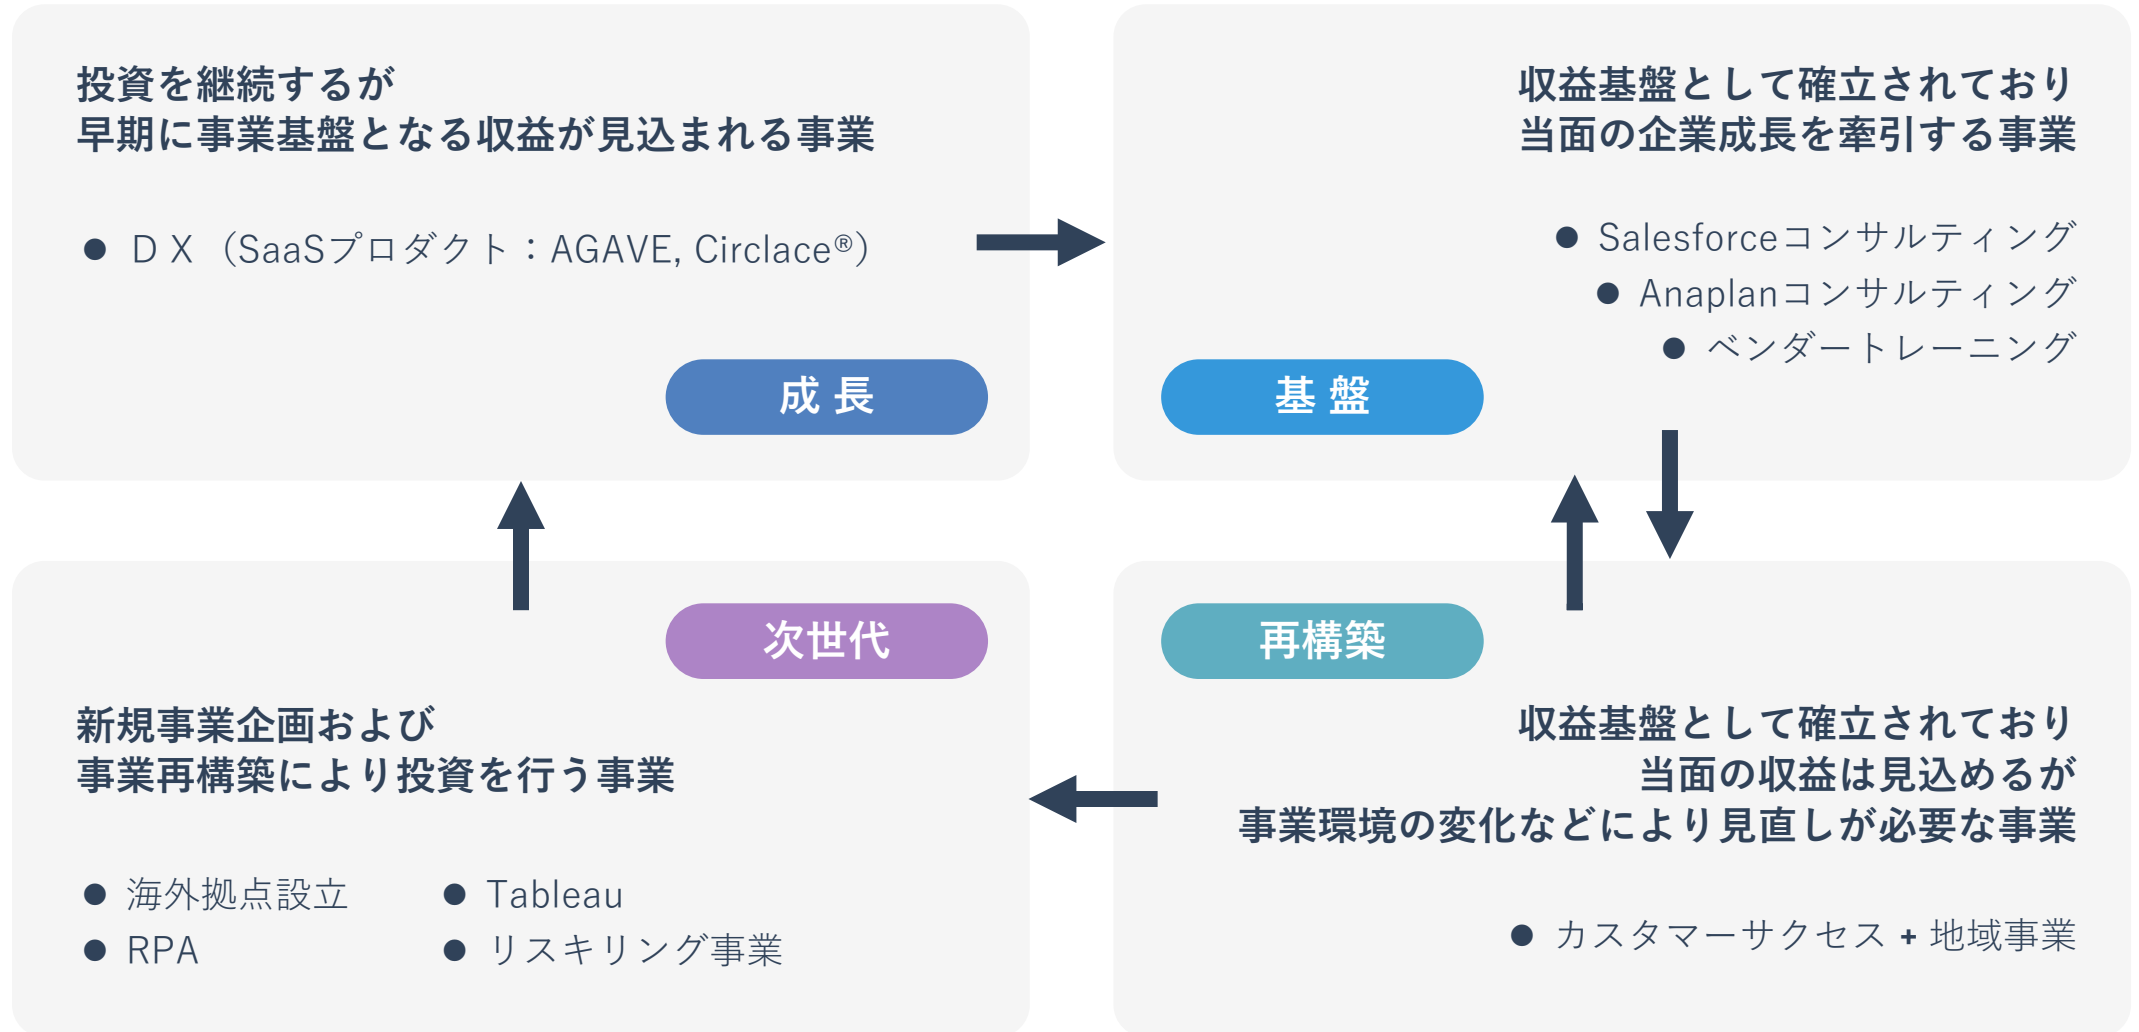 投資を継続するが
早期に事業基盤となる収益が見込まれる事業
● ＤＸ（SaaSプロダクト：AGAVE, Circlace®）
成 長
収益基盤として確立されており
当面の企業成長を牽引する事業
● Salesforceコンサルティング
● Anaplanコンサルティング
● ベンダートレーニング
基 盤
次世代
新規事業企画および
事業再構築により投資を行う事業
● 海外拠点設立 ● Tableau
● RPA ● リスキリング事業
再構築
収益基盤として確立されており
当面の収益は見込めるが
事業環境の変化などにより見直しが必要な事業
● カスタマーサクセス + 地域事業